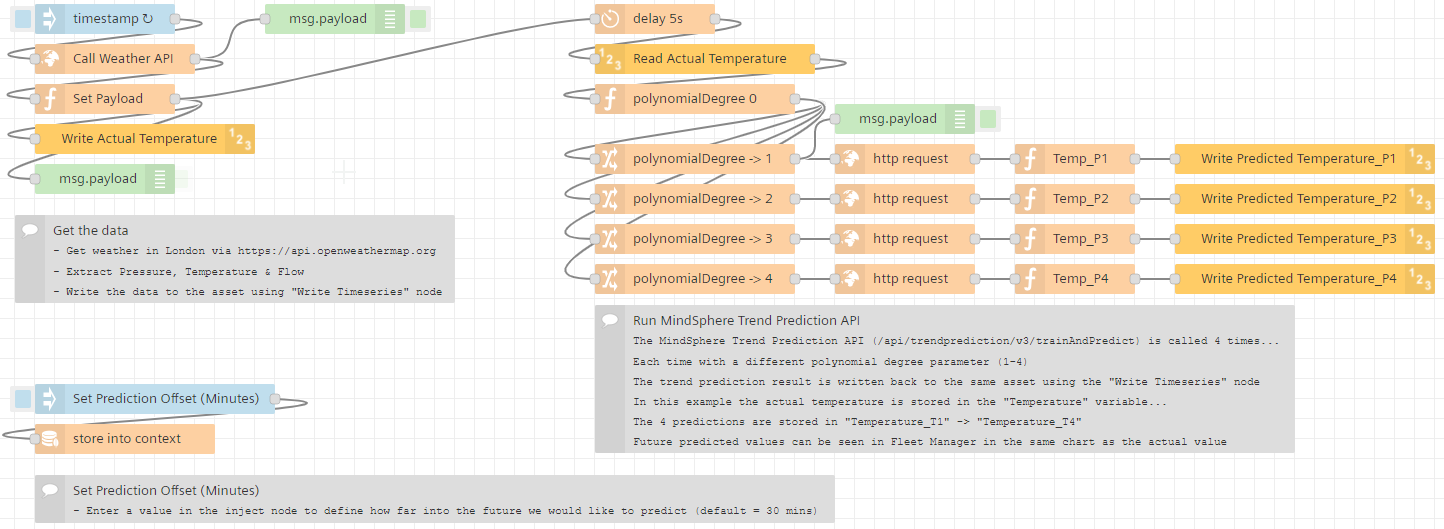 timestamp ↻
msg.payload
Call Weather API
Set Payload
Write Actual Temperature
msg.payload
Get the data
- Get weather in London via https://api.openweathermap.org
- Extract Pressure, Temperature & Flow
- Write the data to the asset using "Write Timeseries" node
Set Prediction Offset (Minutes)
store into context
Set Prediction Offset (Minutes)
- Enter a value in the inject node to define how far into the future we would like to predict (default = 30 mins)
delay 5s
Read Actual Temperature
polynomialDegree 0
msg.payload
polynomialDegree -> 1
http request
Temp_P1
Write Predicted Temperature_P1
polynomialDegree -> 2
http request
Temp_P2
Write Predicted Temperature_P2
polynomialDegree -> 3
http request
Temp_P3
Write Predicted Temperature_P3
polynomialDegree -> 4
http request
Temp_P4
Write Predicted Temperature_P4
Run MindSphere Trend Prediction API
The MindSphere Trend Prediction API (/api/trendprediction/v3/trainAndPredict) is called 4 times...
Each time with a different polynomial degree parameter (1-4)
The trend prediction result is written back to the same asset using the "Write Timeseries" node
In this example the actual temperature is stored in the "Temperature" variable...
The 4 predictions are stored in "Temperature_T1" -> "Temperature_T4"
Future predicted values can be seen in Fleet Manager in the same chart as the actual value